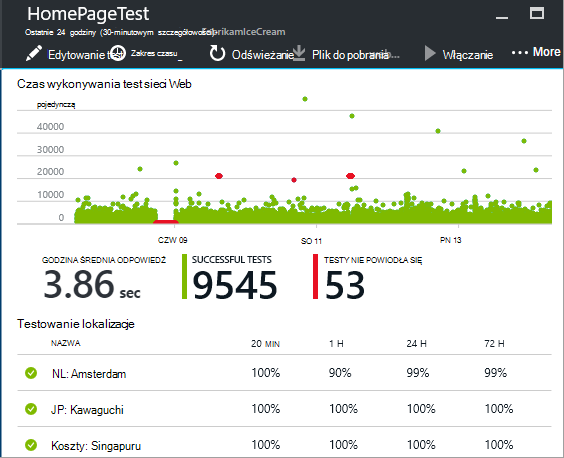 HomePageTest
Ostatnie 24 godziny (30-minutowym szczegółowości) FabrikamIceCream
Edytowanie test Zakres czasu Odświeżanie Plik do pobrania Włączanie ... More
Czas wykonywania test sieci Web
pojedynczą
40000
30000
20000
10000
0
CZW 09 SO 11 PN 13
GODZINA ŚREDNIA ODPOWIEDŹ SUCCESSFUL TESTS TESTY NIE POWIODŁA SIĘ
3.86 sec 9545 53
Testowanie lokalizacje
NAZWA 20 MIN 1 H 24 H 72 H
NL: Amsterdam 100% 90% 99% 99%
JP: Kawaguchi 100% 100% 100% 100%
Koszty: Singapuru 100% 100% 100% 100%